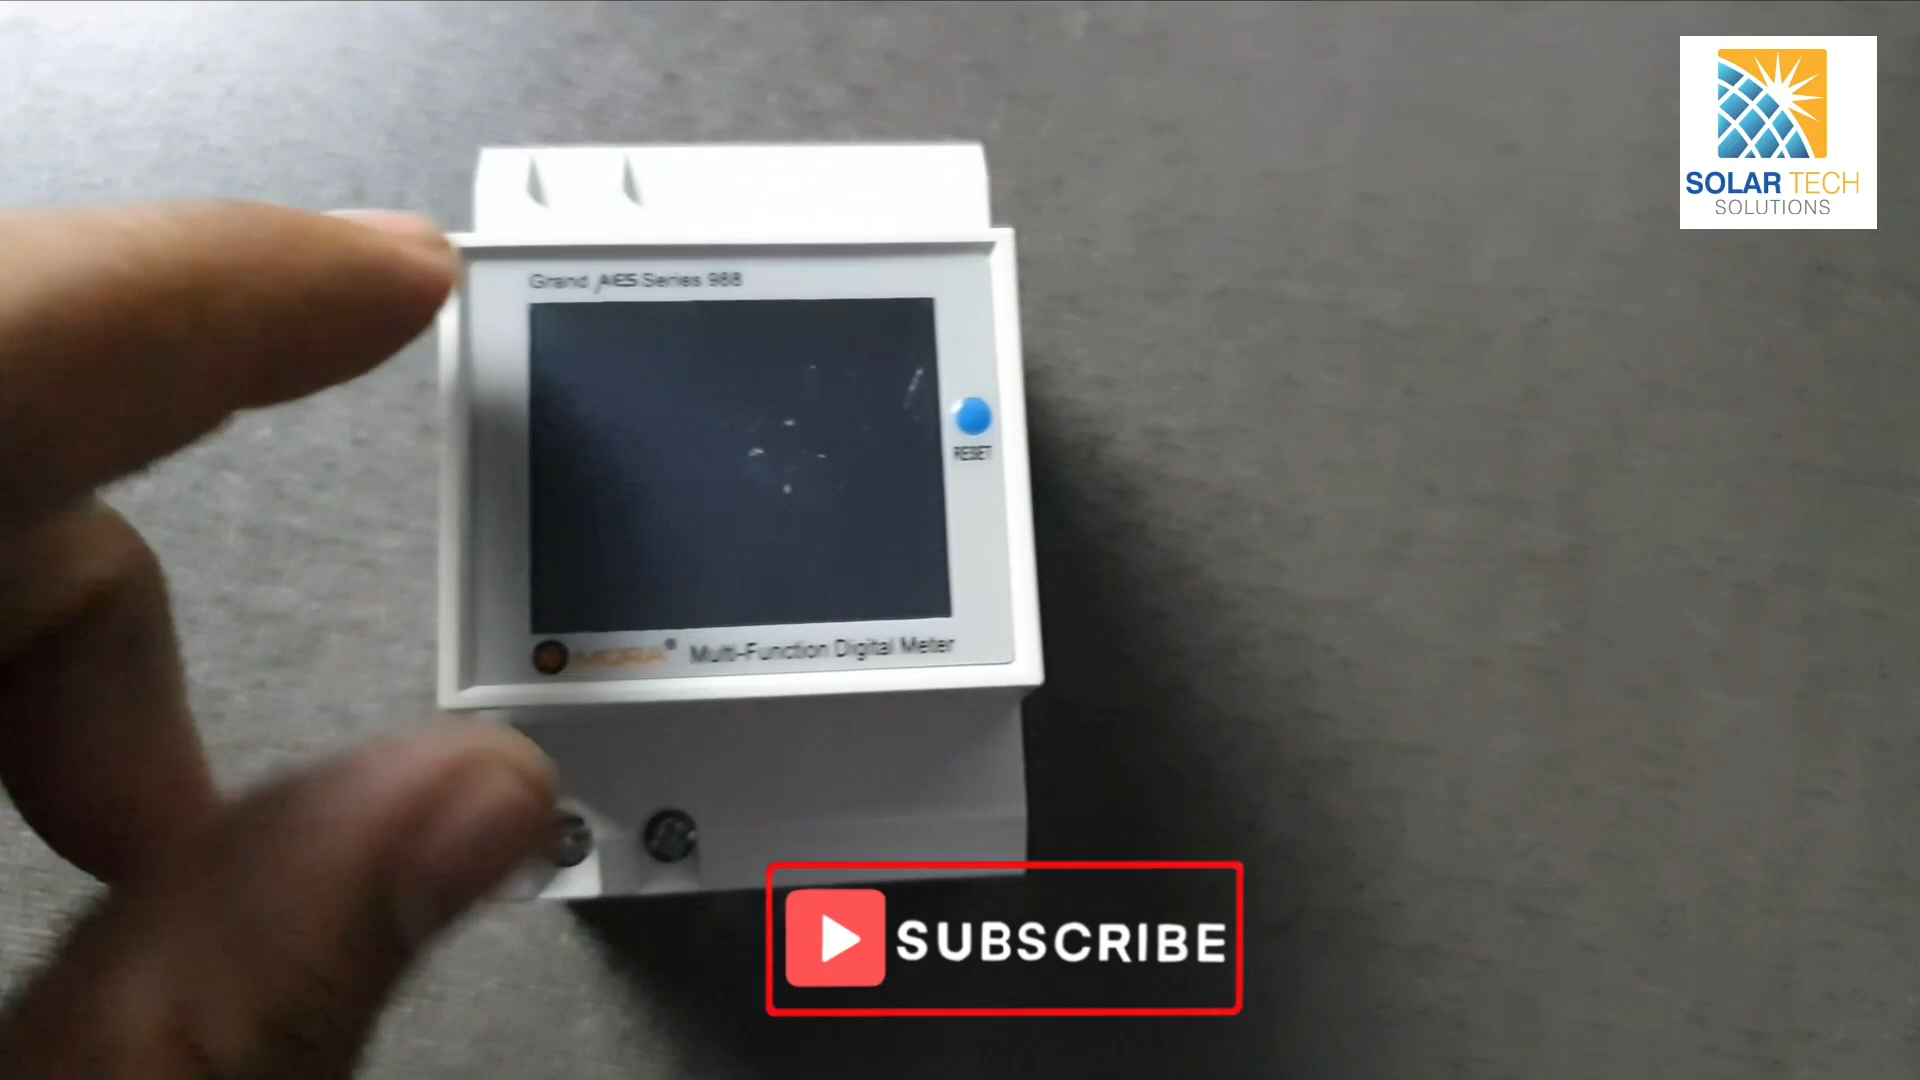 SOLAR TECH
SOLUTIONS
Grand AES Series 988
RESET
Multi-Function Digital Meter
SUBSCRIBE